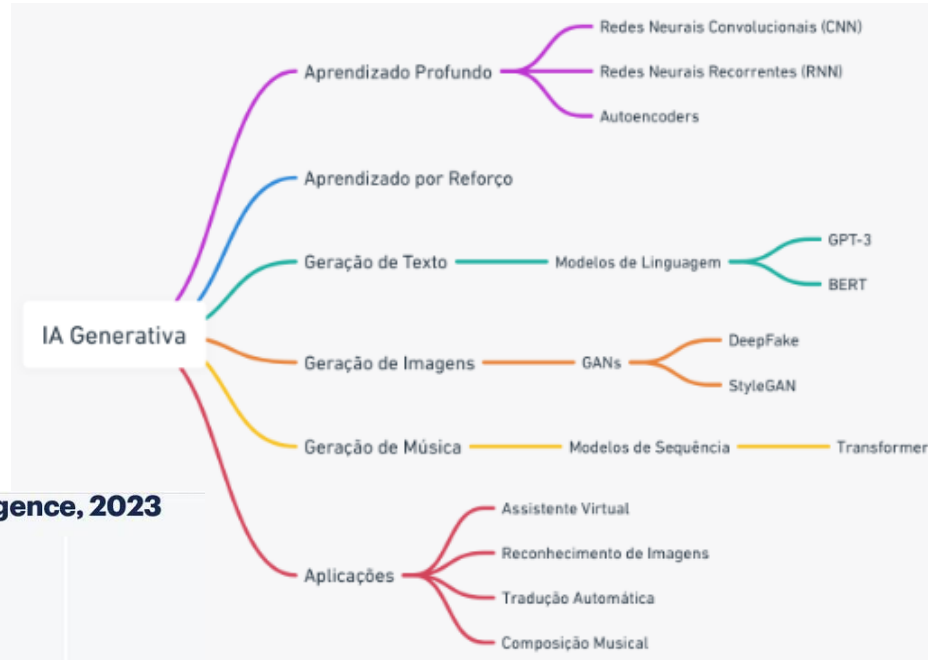 Redes Neurais Convolucionais (CNN)
Aprendizado Profundo
Redes Neurais Recorrentes (RNN)
Autoencoders
Aprendizado por Reforço
GPT-3
Geração de Texto
Modelos de Linguagem
BERT
IA Generativa
DeepFake
Geração de Imagens
GANs
StyleGAN
Geração de Música
Modelos de Sequência
Transformer
gence, 2023
Assistente Virtual
Reconhecimento de Imagens
Aplicações
Tradução Automática
Composição Musical